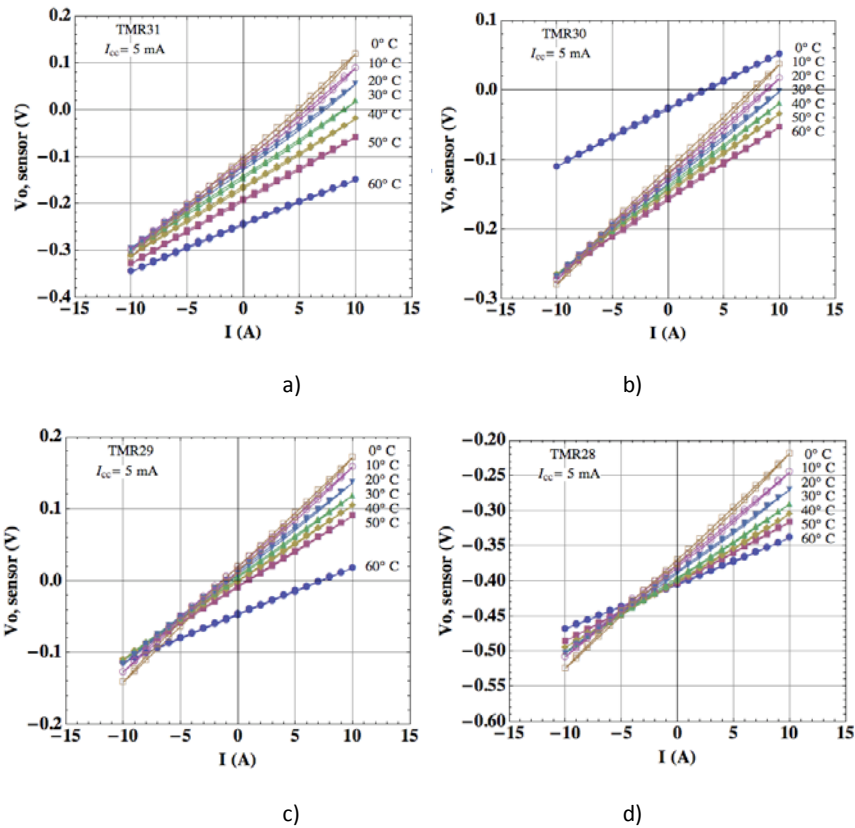 TMR31
Icc= 5 mA
0° C
10° C
20° C
30° C
40° C
50° C
60° C
0.2
0.1
0.0
−0.1
−0.2
−0.3
−0.4
−15 −10 −5 0 5 10 15
Vo, sensor (V)
I (A)
a)
TMR30
Icc= 5 mA
0° C
10° C
20° C
30° C
40° C
50° C
60° C
0.1
0.0
−0.1
−0.2
−0.3
−15 −10 −5 0 5 10 15
Vo, sensor (V)
I (A)
b)
TMR29
Icc= 5 mA
0° C
10° C
20° C
30° C
40° C
50° C
60° C
0.2
0.1
0.0
−0.1
−0.2
−15 −10 −5 0 5 10 15
Vo, sensor (V)
I (A)
c)
TMR28
Icc= 5 mA
0° C
10° C
20° C
30° C
40° C
50° C
60° C
−0.20
−0.25
−0.30
−0.35
−0.40
−0.45
−0.50
−0.55
−0.60
−15 −10 −5 0 5 10 15
Vo, sensor (V)
I (A)
d)